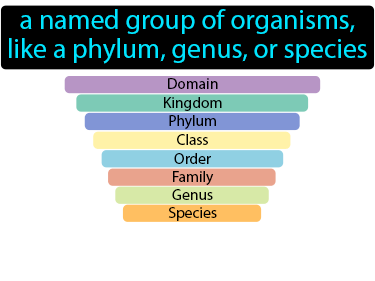 a named group of organisms,
like a phylum, genus, or species
Domain
Kingdom
Phylum
Class
Order
Family
Genus
Species